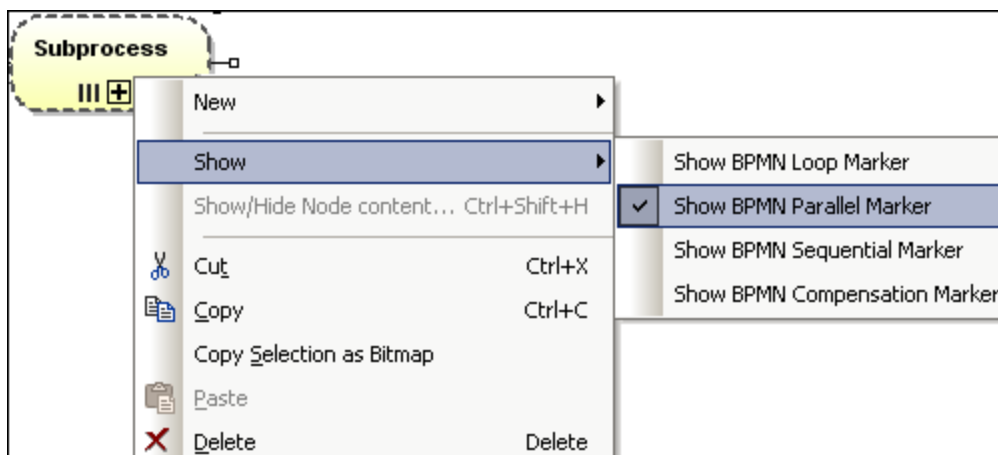 Subprocess
New
Show
Show/Hide Node content... Ctrl+Shift+H
Cut Ctrl+X
Copy Ctrl+C
Copy Selection as Bitmap
Paste
Delete Delete
Show BPMN Loop Marker
Show BPMN Parallel Marker
Show BPMN Sequential Marker
Show BPMN Compensation Marker